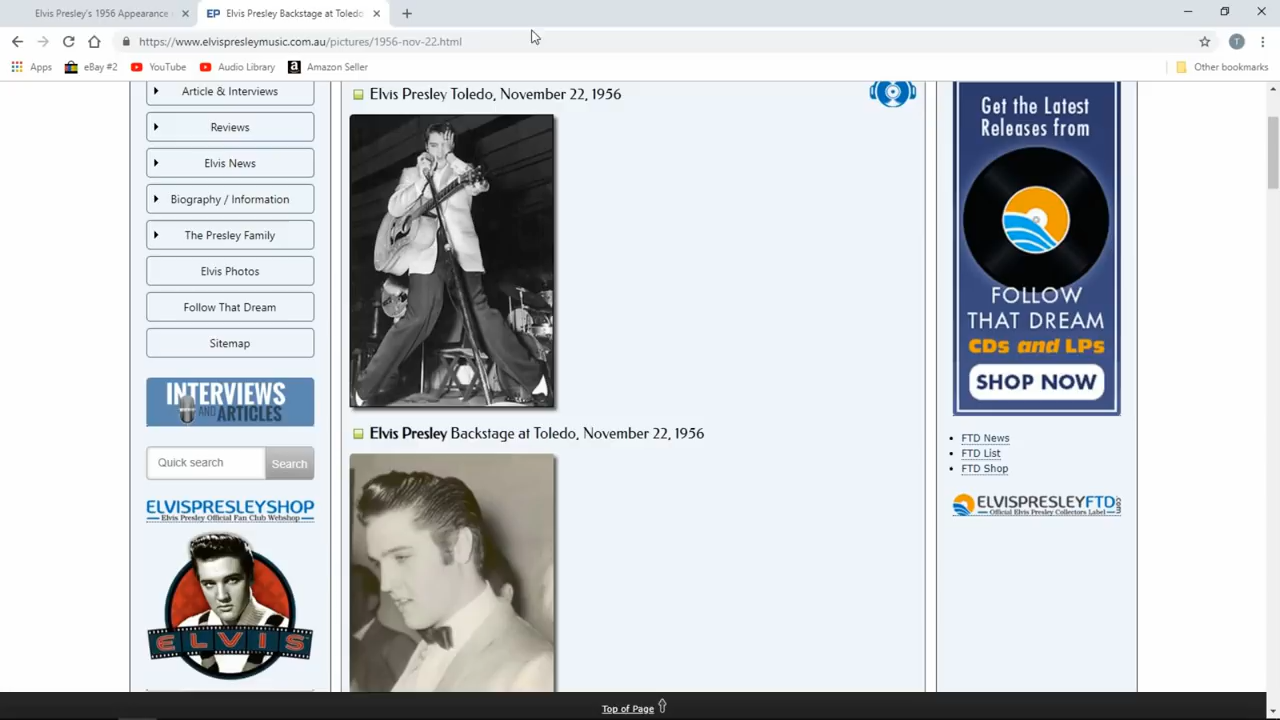 Elvis Presley's 1956 Appearance
EP Elvis Presley Backstage at Toledo
https://www.elvispresleymusic.com.au/pictures/1956-nov-22.html
T
Apps
eBay #2
YouTube
Audio Library
Amazon Seller
Other bookmarks
Article & Interviews
Reviews
Elvis News
Biography / Information
The Presley Family
Elvis Photos
Follow That Dream
Sitemap
INTERVIEWS
AND ARTICLES
Quick search
Search
ELVISPRESLEYSHOP
Elvis Presley Official Fan Club Webshop
ELVIS
Elvis Presley Toledo, November 22, 1956
Elvis Presley Backstage at Toledo, November 22, 1956
Get the Latest
Releases from
FOLLOW
THAT DREAM
CDs and LPs
SHOP NOW
FTD News
FTD List
FTD Shop
ELVISPRESLEYFTD.com
Official Elvis Presley Collectors Label
Top of Page